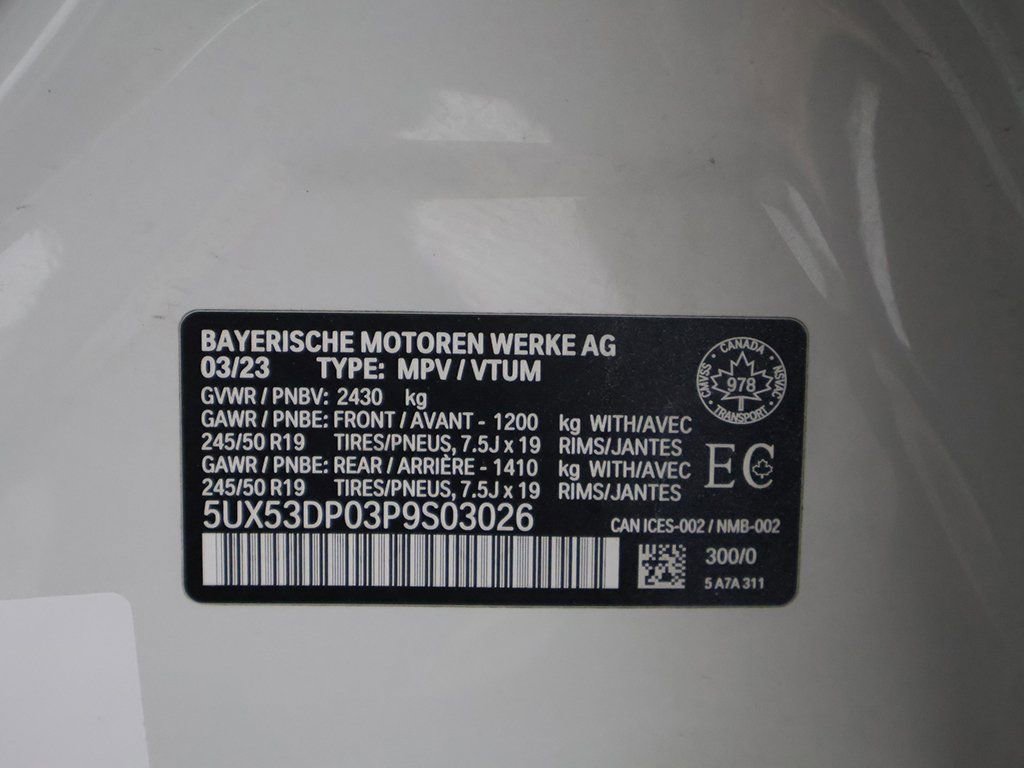 BAYERISCHE MOTOREN WERKE AG
03/23 TYPE: MPV / VTUM
GVWR / PNBV: 2430 kg
GAWR / PNBE: FRONT / AVANT - 1200 kg WITH/AVEC
245/50 R19 TIRES/PNEUS, 7.5J x 19 RIMS/JANTES
GAWR / PNBE: REAR / ARRIÈRE - 1410 kg WITH/AVEC
245/50 R19 TIRES/PNEUS, 7.5J x 19 RIMS/JANTES
5UX53DP03P9S03026
CANADA
CMVSS
NSVAC
978
TRANSPORT
EC
CAN ICES-002 / NMB-002
300/0
5 A7A 311